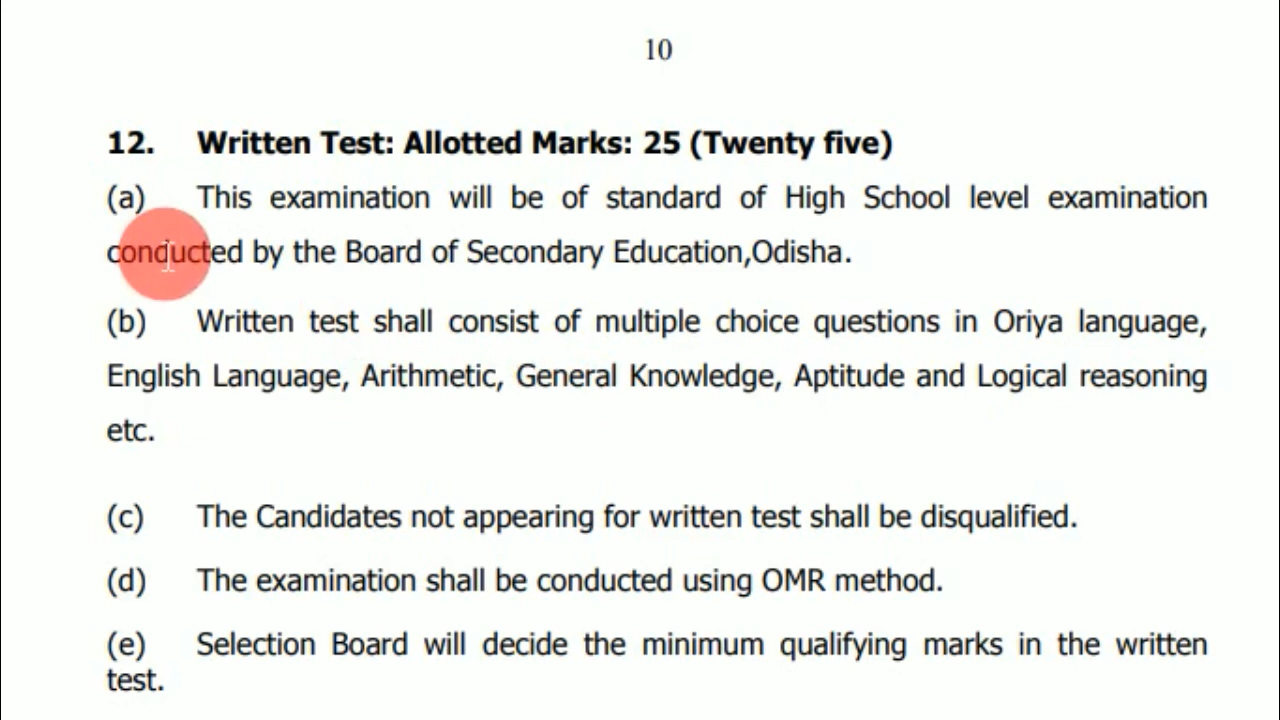 10
12. Written Test: Allotted Marks: 25 (Twenty five)
(a) This examination will be of standard of High School level examination
conducted by the Board of Secondary Education,Odisha.
(b) Written test shall consist of multiple choice questions in Oriya language,
English Language, Arithmetic, General Knowledge, Aptitude and Logical reasoning
etc.
(c) The Candidates not appearing for written test shall be disqualified.
(d) The examination shall be conducted using OMR method.
(e) Selection Board will decide the minimum qualifying marks in the written
test.